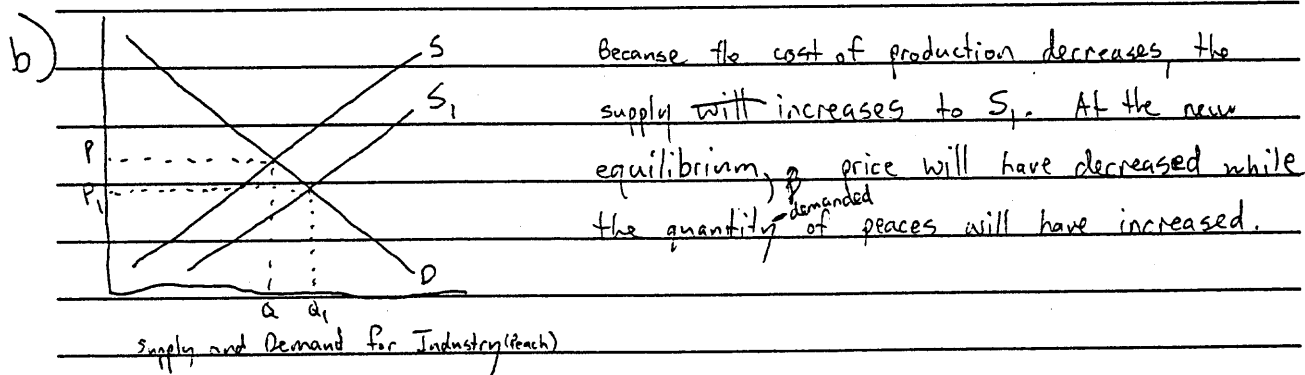 b)
S
S₁
P
P₁
D
Q Q₁
Supply and Demand for Industry (Peach)
Because the cost of production decreases, the
supply will increases to S₁. At the new
equilibrium, price will have decreased while
the quantity demanded of peaces will have increased.